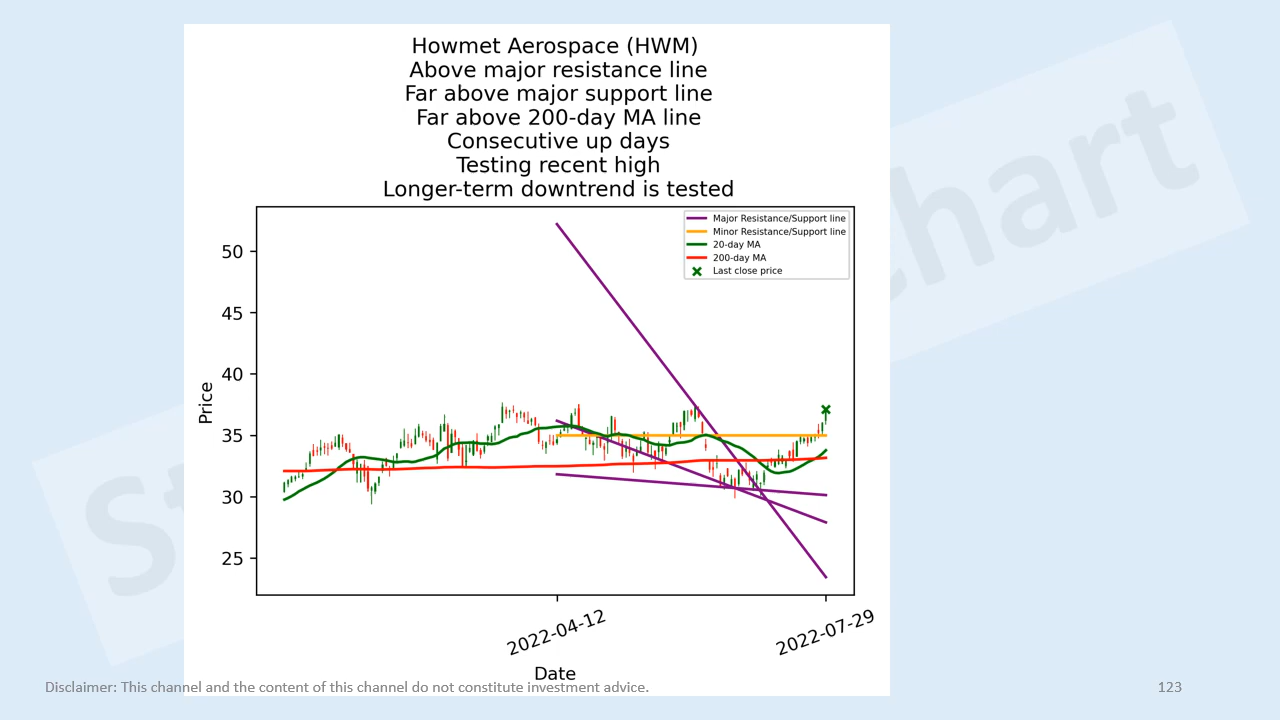 Howmet Aerospace (HWM)
Above major resistance line
Far above major support line
Far above 200-day MA line
Consecutive up days
Testing recent high
Longer-term downtrend is tested
Major Resistance/Support line
Minor Resistance/Support line
20-day MA
200-day MA
Last close price
50
45
40
35
30
25
Price
2022-04-12
2022-07-29
Date
Disclaimer: This channel and the content of this channel do not constitute investment advice.
123